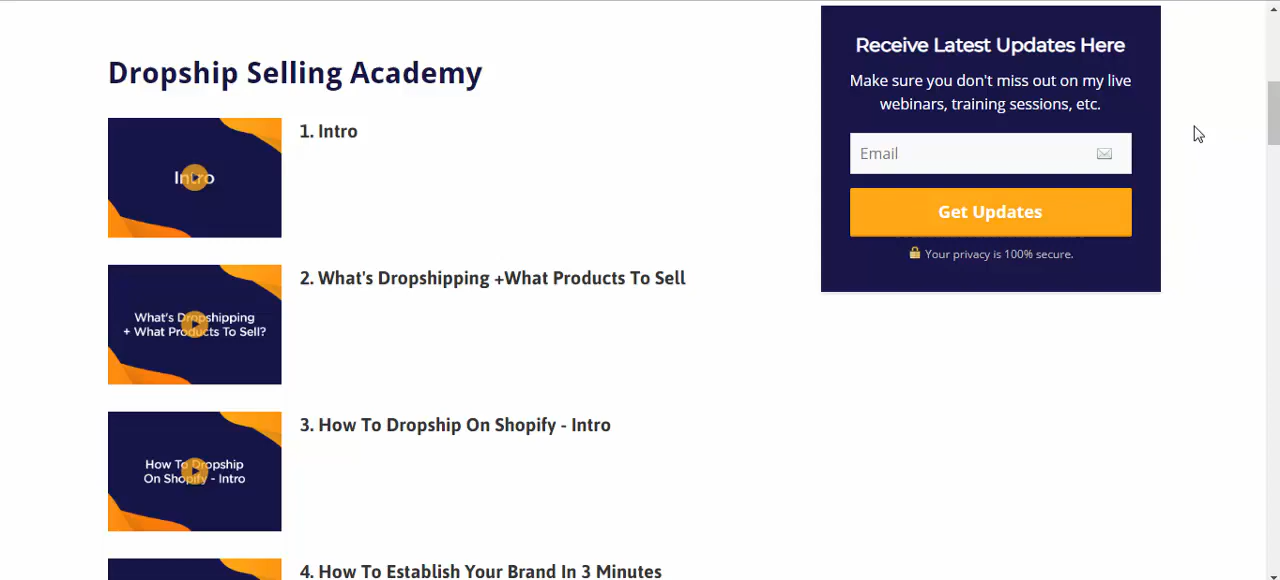 Dropship Selling Academy
Intro
1. Intro
What's Dropshipping
+ What Products To Sell?
2. What's Dropshipping +What Products To Sell
How To Dropship
On Shopify - Intro
3. How To Dropship On Shopify - Intro
4. How To Establish Your Brand In 3 Minutes
Receive Latest Updates Here
Make sure you don't miss out on my live
webinars, training sessions, etc.
Email
Get Updates
Your privacy is 100% secure.